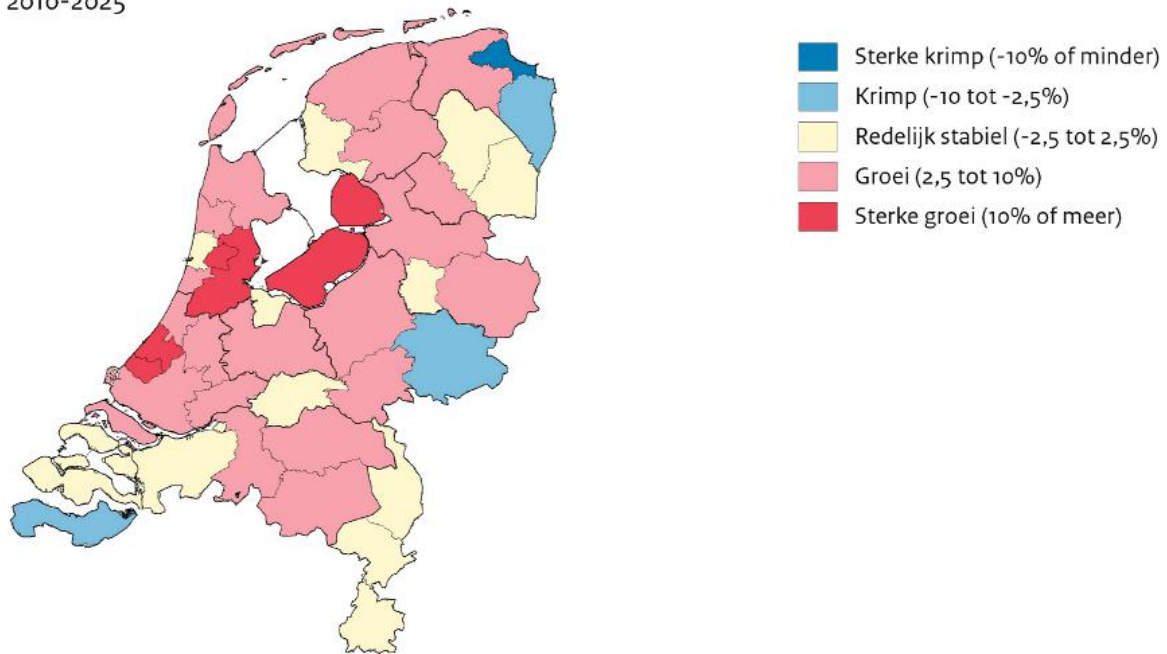 2010-2025
Sterke krimp (-10% of minder)
Krimp (-10 tot -2,5%)
Redelijk stabiel (-2,5 tot 2,5%)
Groei (2,5 tot 10%)
Sterke groei (10% of meer)